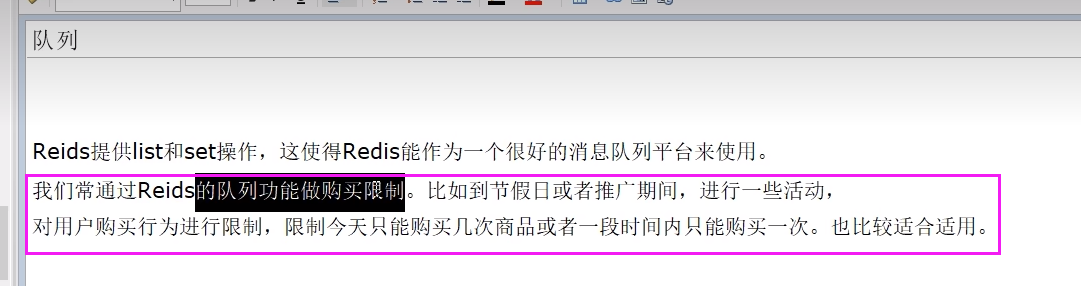 队列
Reids提供list和set操作，这使得Redis能作为一个很好的消息队列平台来使用。
我们常通过Reids的队列功能做购买限制。比如到节假日或者推广期间，进行一些活动，
对用户购买行为进行限制，限制今天只能购买几次商品或者一段时间内只能购买一次。也比较适合适用。